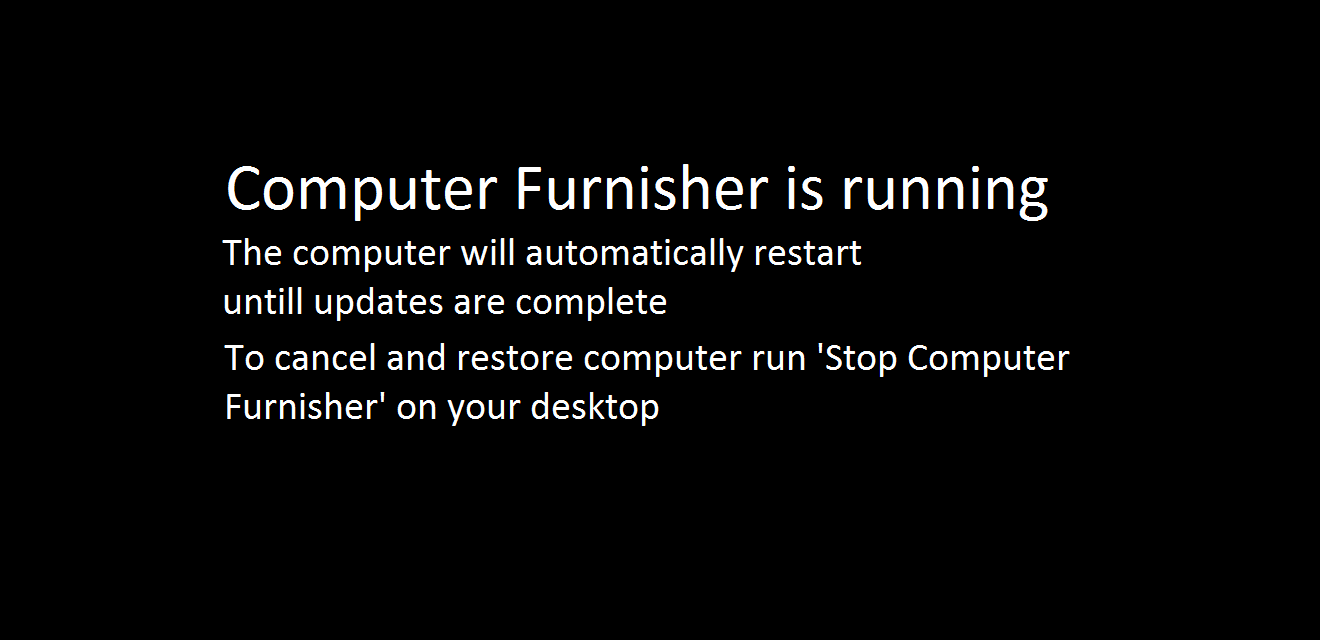 Computer Furnisher is running
The computer will automatically restart
untill updates are complete
To cancel and restore computer run 'Stop Computer
Furnisher' on your desktop